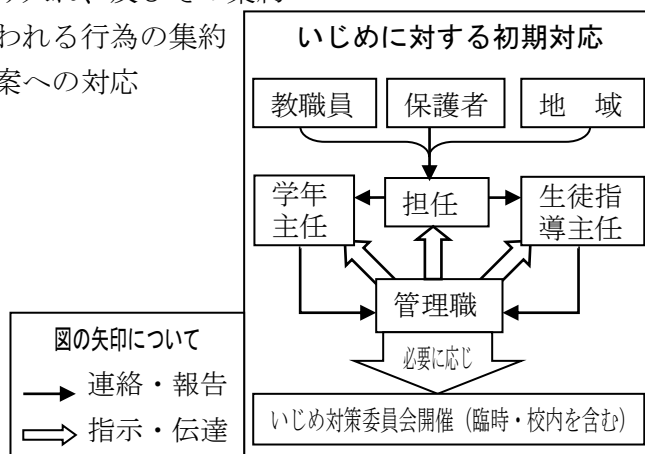 われる行為の集約
案への対応
いじめに対する初期対応
教職員
保護者
地 域
学年
主任
担任
生徒指
導主任
管理職
必要に応じ
いじめ対策委員会開催（臨時・校内を含む）
図の矢印について
連絡・報告
指示・伝達